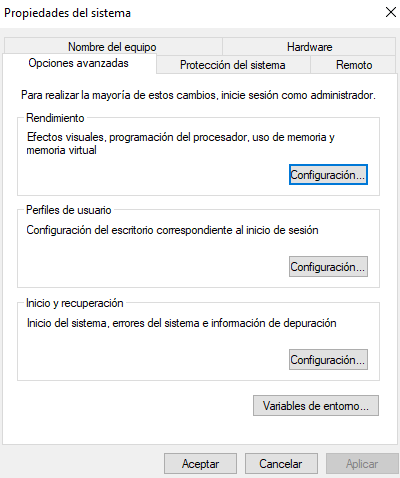 Propiedades del sistema
Nombre del equipo
Hardware
Opciones avanzadas
Protección del sistema
Remoto
Para realizar la mayoría de estos cambios, inicie sesión como administrador.
Rendimiento
Efectos visuales, programación del procesador, uso de memoria y
memoria virtual
Configuración...
Perfiles de usuario
Configuración del escritorio correspondiente al inicio de sesión
Configuración...
Inicio y recuperación
Inicio del sistema, errores del sistema e información de depuración
Configuración...
Variables de entorno...
Aceptar
Cancelar
Aplicar